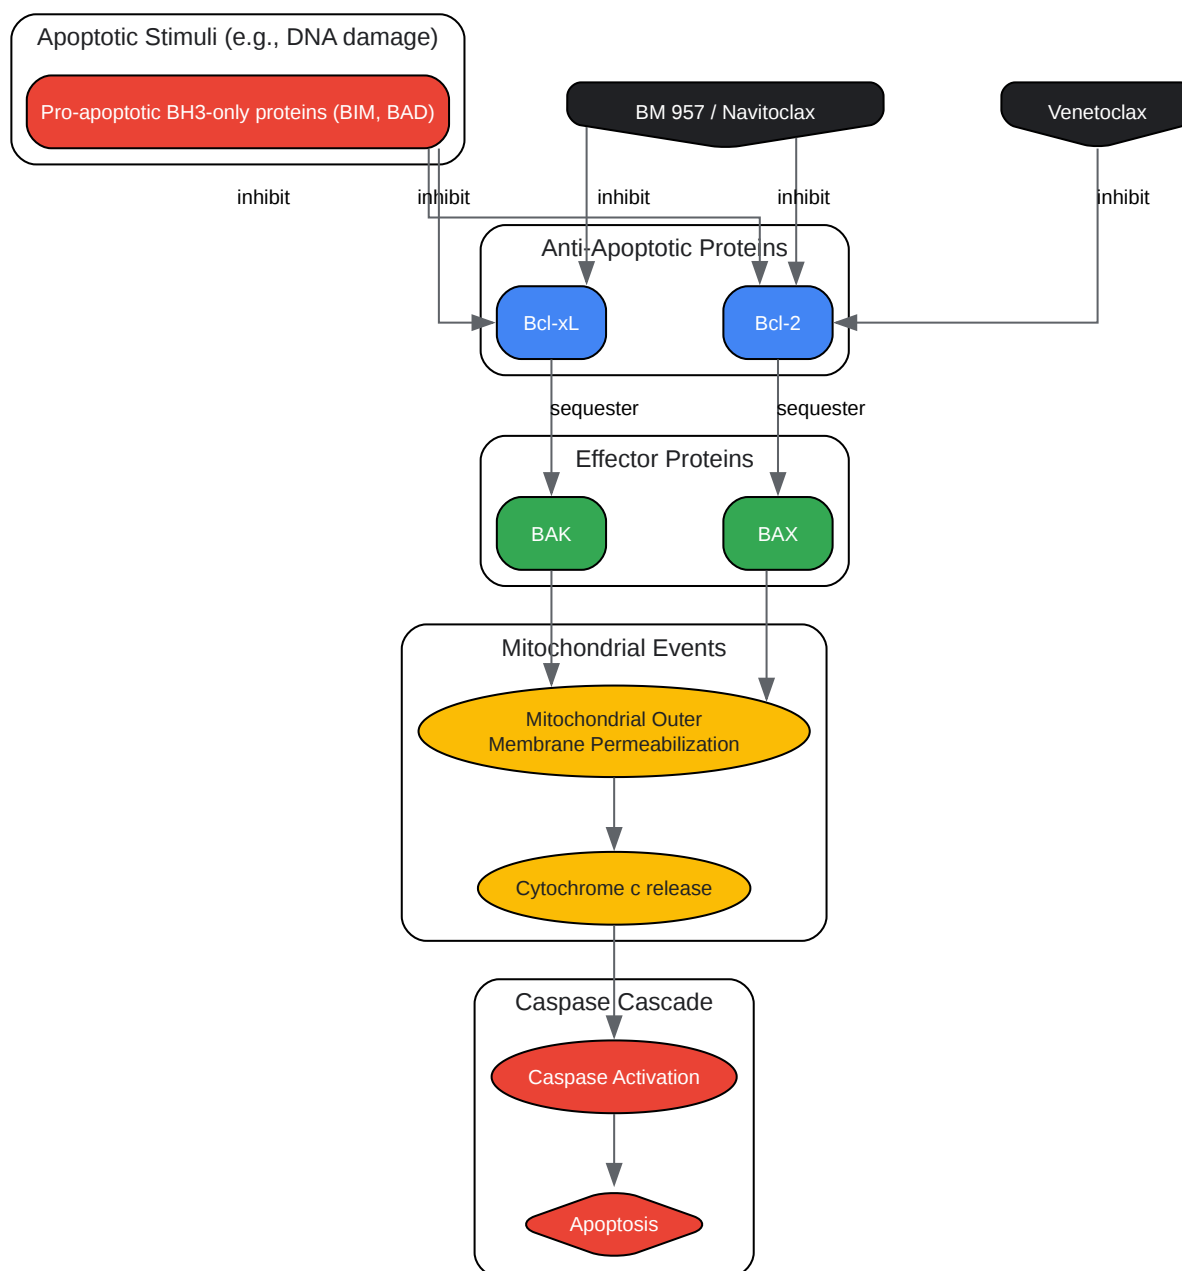 Apoptotic Stimuli (e.g., DNA damage)
Pro-apoptotic BH3-only proteins (BIM, BAD)
BM 957 / Navitoclax
Venetoclax
inhibit
inhibit
inhibit
inhibit
inhibit
Anti-Apoptotic Proteins
Bcl-xL
Bcl-2
sequester
sequester
Effector Proteins
BAK
BAX
Mitochondrial Events
Mitochondrial Outer
Membrane Permeabilization
Cytochrome c release
Caspase Cascade
Caspase Activation
Apoptosis